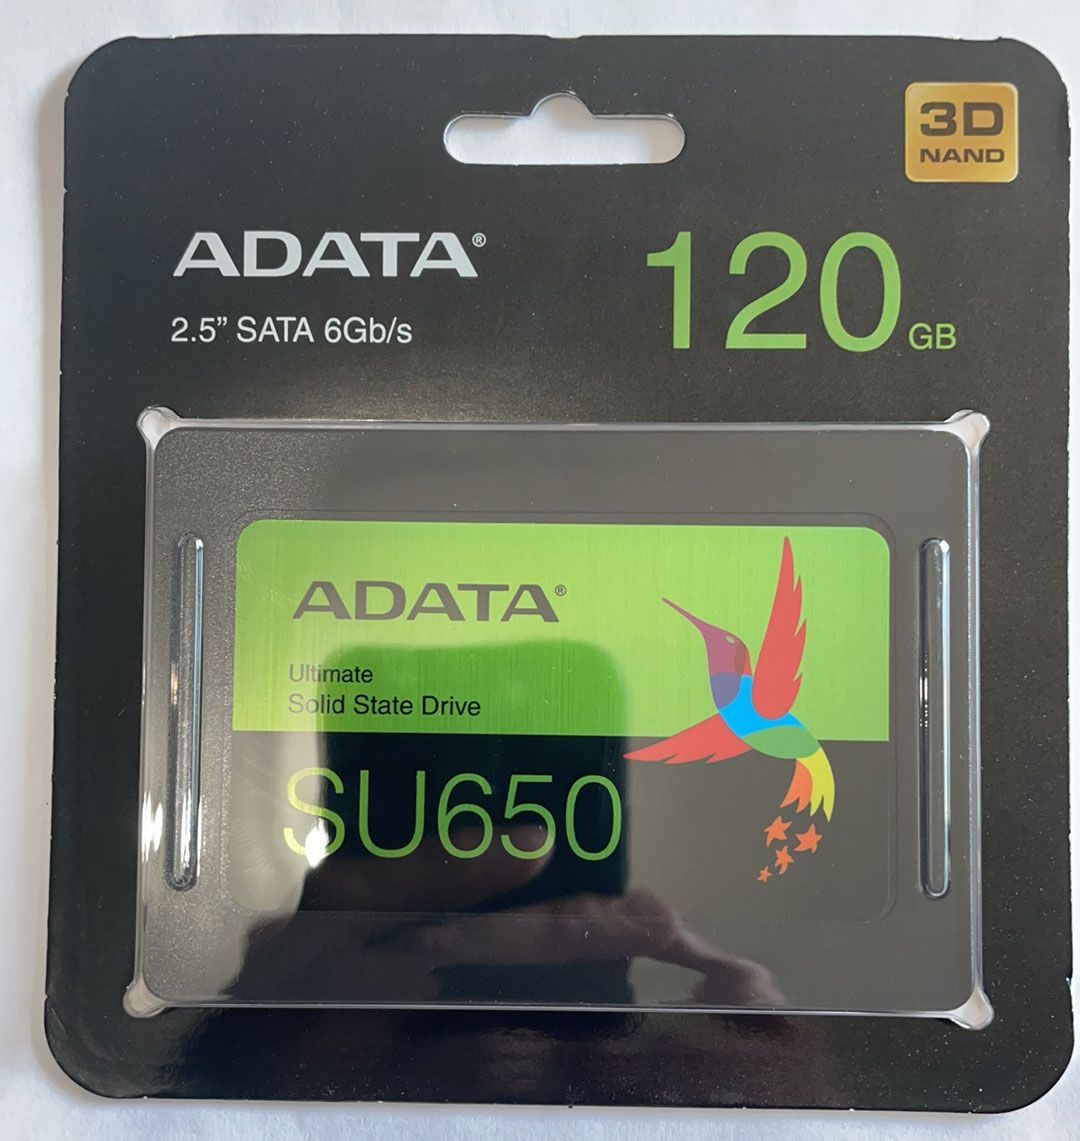 3D
NAND
ADATA®
2.5” SATA 6Gb/s
120GB
ADATA®
Ultimate
Solid State Drive
SU650